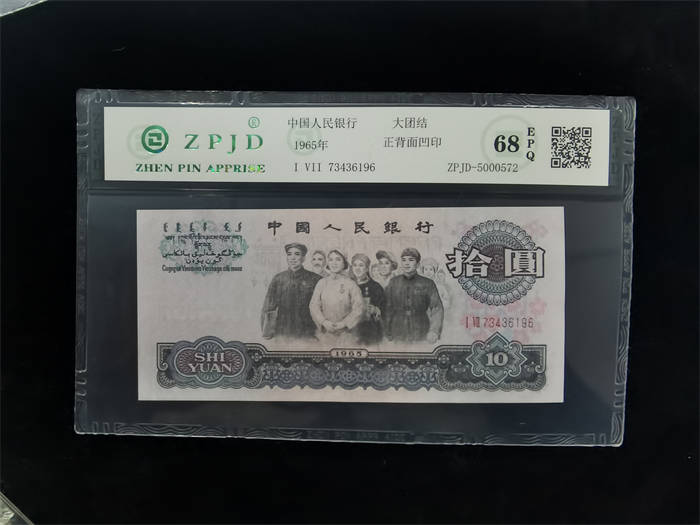 ZPJD®
ZHEN PIN APPRISE
中国人民银行 大团结
1965年 正背面凹印
I VII 73436196 ZPJD-5000572
68 EPQ
中國人民銀行
拾圓
I VII 73436196
1965
SHI
YUAN
10